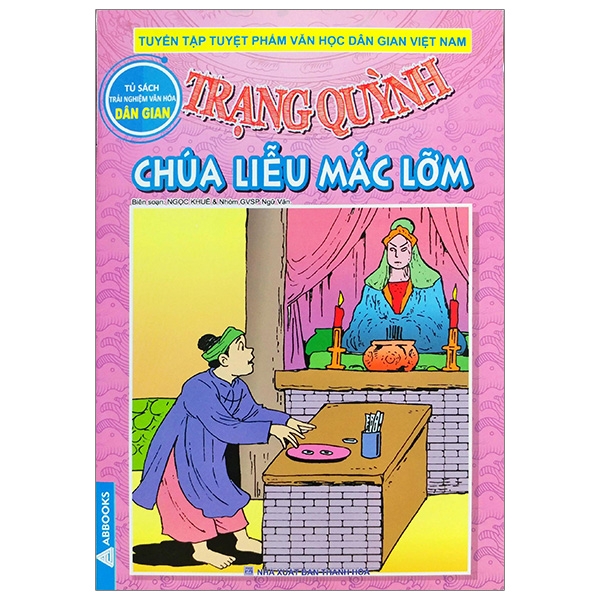 TUYỂN TẬP TUYỆT PHẨM VĂN HỌC DÂN GIAN VIỆT NAM
TỦ SÁCH
TRẢI NGHIỆM VĂN HÓA
DÂN GIAN
TRẠNG QUỲNH
CHÚA LIỄU MẮC LỠM
Biên soạn: NGỌC KHUÊ & Nhóm GVSP Ngữ Văn
ABBOOKS
NHÀ XUẤT BẢN THANH HÓA